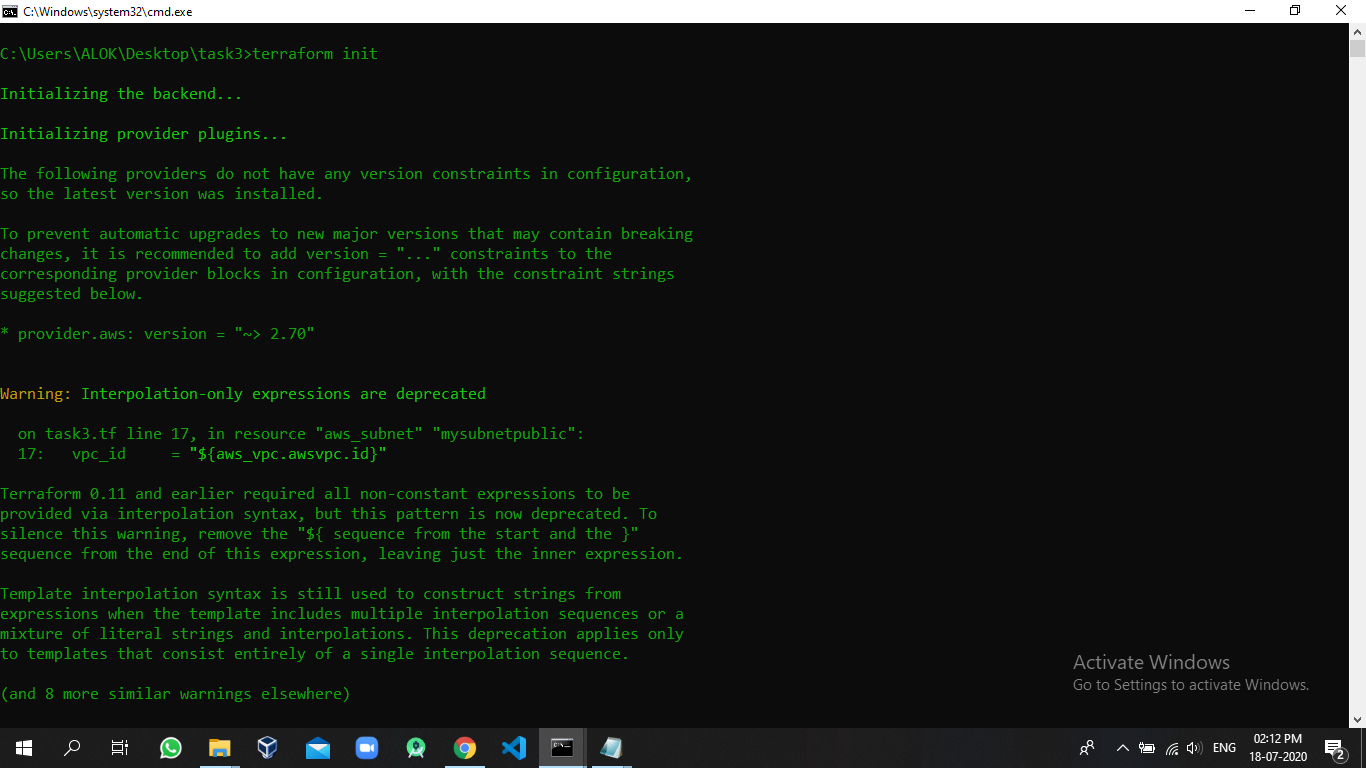 C:\Windows\system32\cmd.exe
C:\Users\ALOK\Desktop\task3>terraform init
Initializing the backend...
Initializing provider plugins...
The following providers do not have any version constraints in configuration,
so the latest version was installed.
To prevent automatic upgrades to new major versions that may contain breaking
changes, it is recommended to add version = "..." constraints to the
corresponding provider blocks in configuration, with the constraint strings
suggested below.
* provider.aws: version = "~> 2.70"
Warning: Interpolation-only expressions are deprecated
on task3.tf line 17, in resource "aws_subnet" "mysubnetpublic":
17:   vpc_id     = "${aws_vpc.awsvpc.id}"
Terraform 0.11 and earlier required all non-constant expressions to be
provided via interpolation syntax, but this pattern is now deprecated. To
silence this warning, remove the "${ sequence from the start and the }"
sequence from the end of this expression, leaving just the inner expression.
Template interpolation syntax is still used to construct strings from
expressions when the template includes multiple interpolation sequences or a
mixture of literal strings and interpolations. This deprecation applies only
to templates that consist entirely of a single interpolation sequence.
(and 8 more similar warnings elsewhere)
Activate Windows
Go to Settings to activate Windows.
ENG
02:12 PM
18-07-2020
2